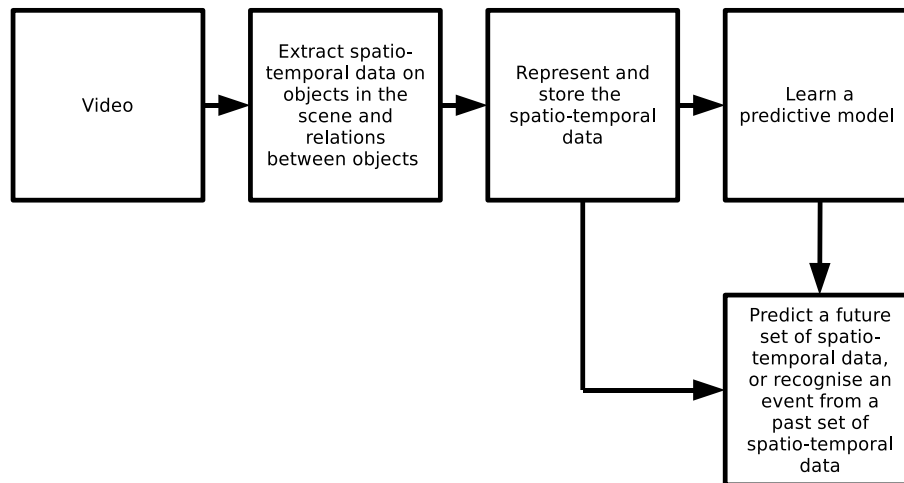 Video
Extract spatio-
temporal data on
objects in the
scene and
relations
between objects
Represent and
store the
spatio-temporal
data
Learn a
predictive model
Predict a future
set of spatio-
temporal data,
or recognise an
event from a
past set of
spatio-temporal
data